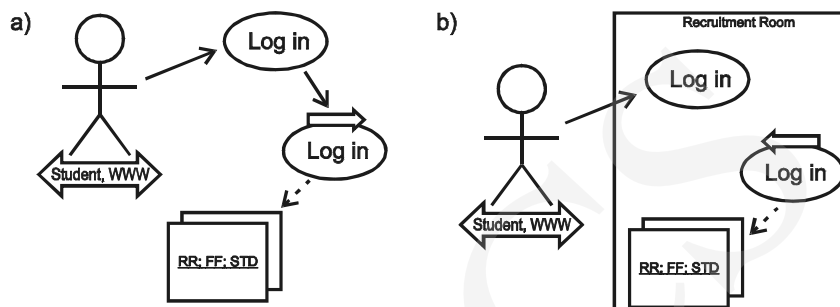 a)
Log in
Log in
Student, WWW
RR; FF; STD
b)
Recruitment Room
Log in
Log in
Student, WWW
RR; FF; STD